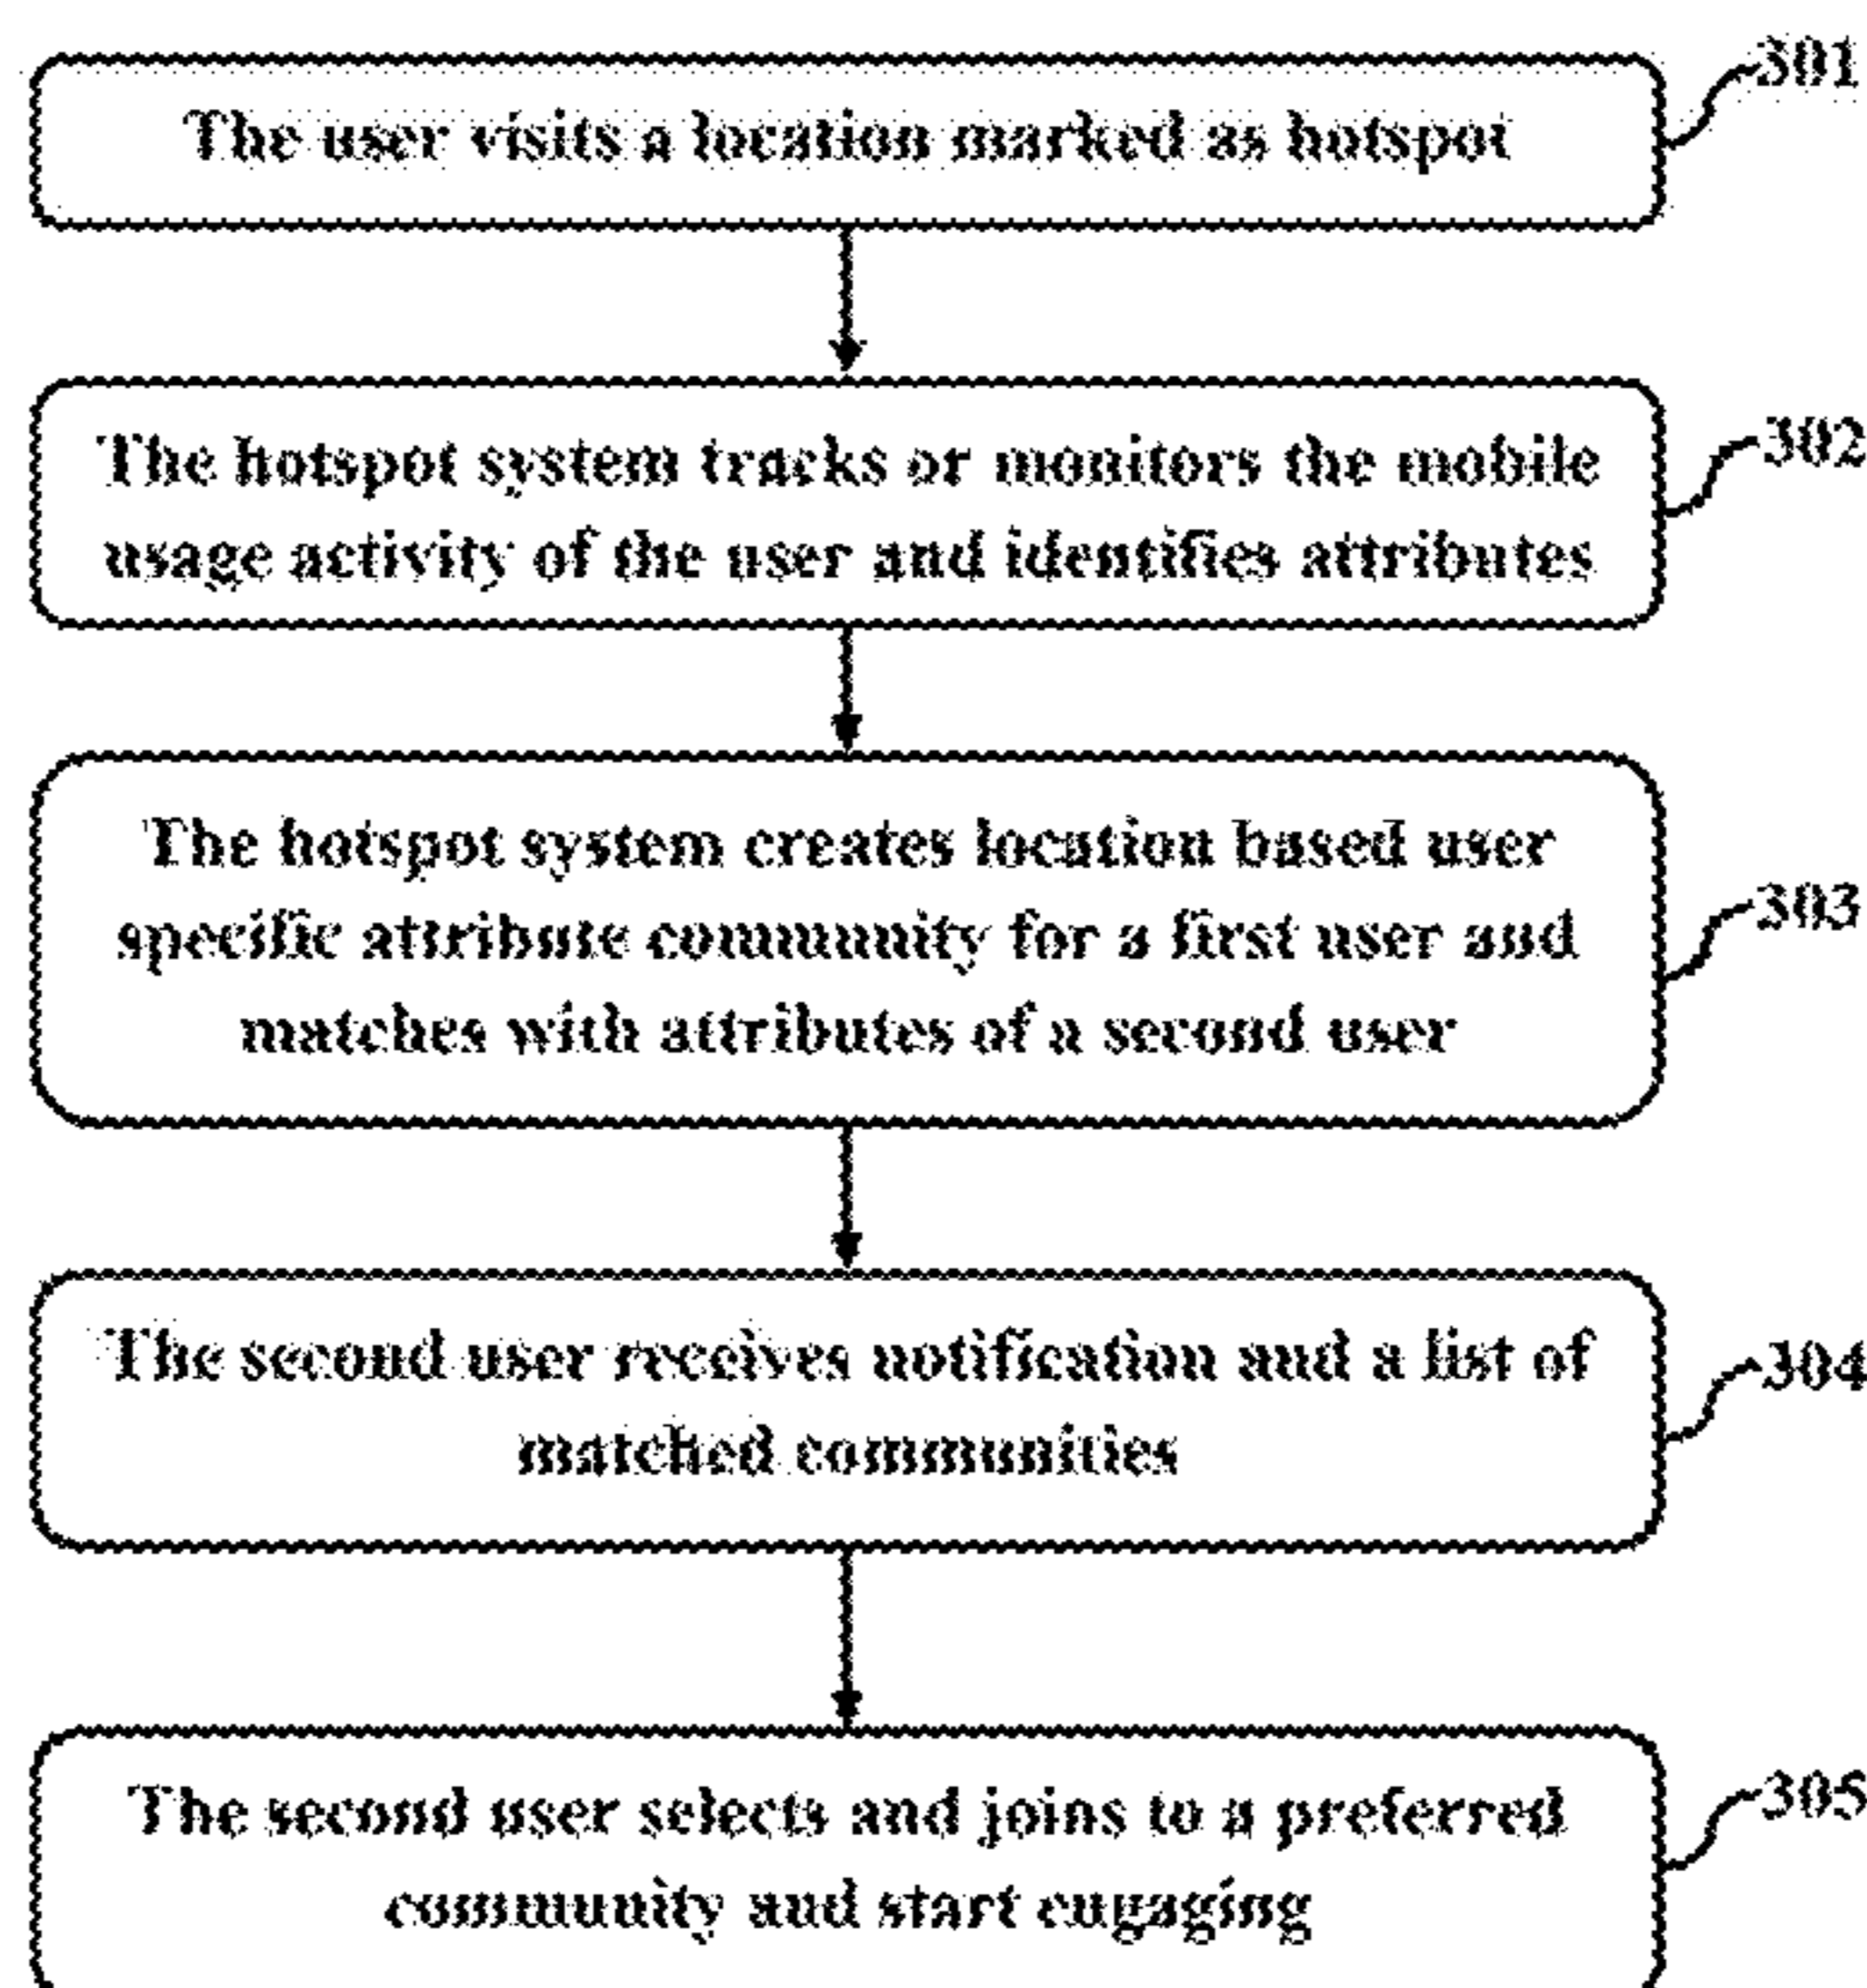 301
The user visits a location marked as hotspot
302
The hotspot system tracks or monitors the mobile
usage activity of the user and identifies attributes
303
The hotspot system creates location based user
specific attribute community for a first user and
matches with attributes of a second user
304
The second user receives notification and a list of
matched communities
305
The second user selects and joins to a preferred
community and start engaging